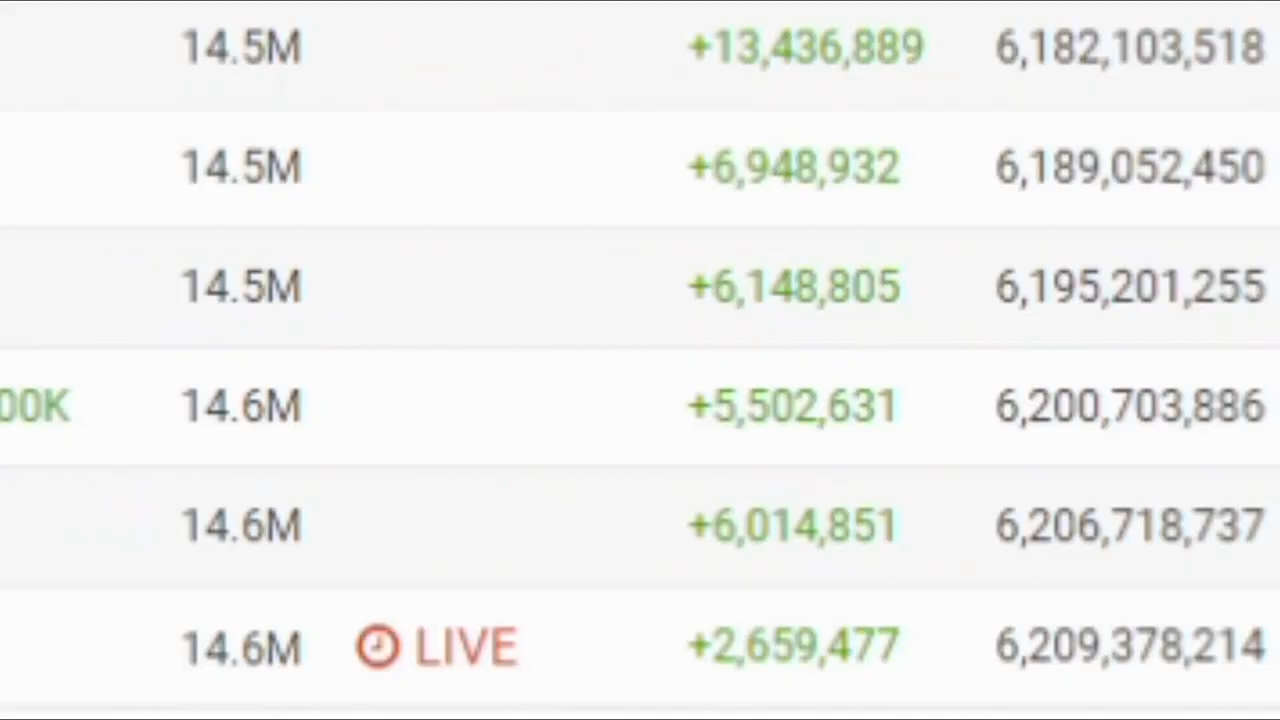 14.5M +13,436,889 6,182,103,518
14.5M +6,948,932 6,189,052,450
14.5M +6,148,805 6,195,201,255
00K 14.6M +5,502,631 6,200,703,886
14.6M +6,014,851 6,206,718,737
14.6M LIVE +2,659,477 6,209,378,214